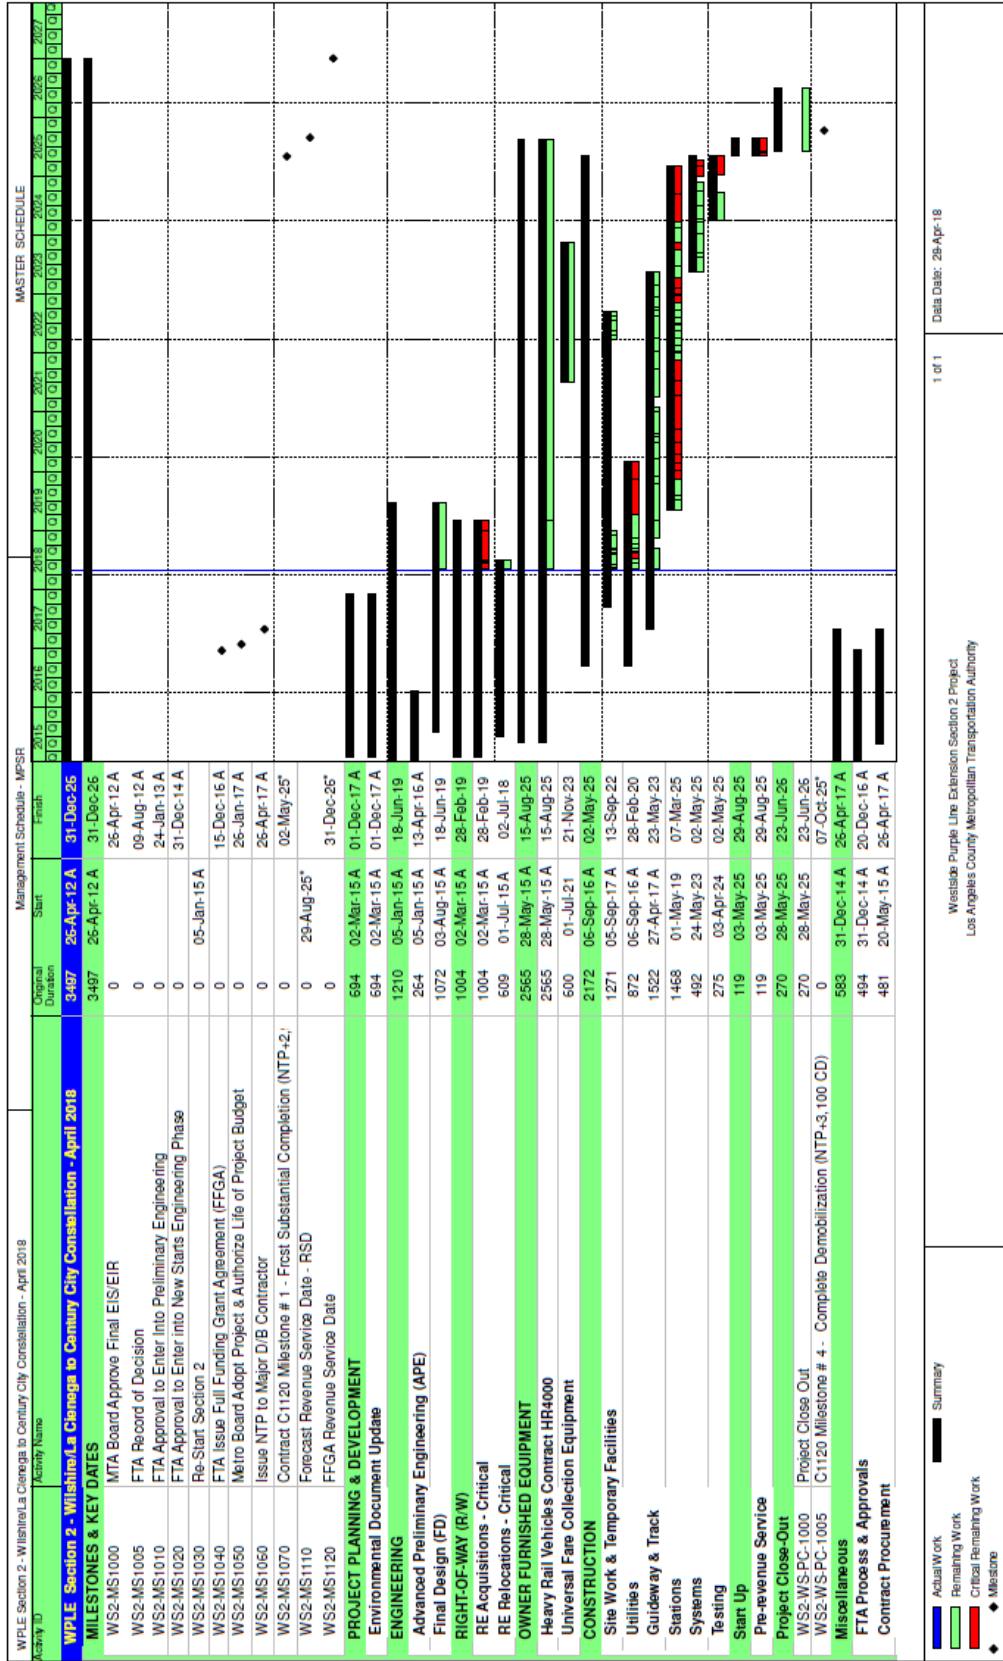 WPLE Section 2 - Wilshire/La Cienega to Century City Constellation - April 2018 Management Schedule - MPSR MASTER SCHEDULE
Activity ID Activity Name Original Duration Start Finish 2015 2016 2017 2018 2019 2020 2021 2022 2023 2024 2025 2026 2027
Q Q Q Q Q Q Q Q Q Q Q Q Q Q Q Q Q Q Q Q Q Q Q Q Q Q Q Q Q Q Q Q Q Q Q Q Q Q Q Q Q Q Q Q Q Q Q Q Q Q Q
WPLE Section 2 - Wilshire/La Cienega to Century City Constellation - April 2018 3497 26-Apr-12 A 31-Dec-26
MILESTONES & KEY DATES 3497 26-Apr-12 A 31-Dec-26
WS2-MS1000 MTA Board Approve Final EIS/EIR 0 26-Apr-12 A
WS2-MS1005 FTA Record of Decision 0 09-Aug-12 A
WS2-MS1010 FTA Approval to Enter Into Preliminary Engineering 0 24-Jan-13 A
WS2-MS1020 FTA Approval to Enter into New Starts Engineering Phase 0 31-Dec-14 A
WS2-MS1030 Re-Start Section 2 0 05-Jan-15 A
WS2-MS1040 FTA Issue Full Funding Grant Agreement (FFGA) 0 15-Dec-16 A
WS2-MS1050 Metro Board Adopt Project & Authorize Life of Project Budget 0 26-Jan-17 A
WS2-MS1060 Issue NTP to Major D/B Contractor 0 26-Apr-17 A
WS2-MS1070 Contract C1120 Milestone # 1 - Frcst Substantial Completion (NTP+2, 0 02-May-25*
WS2-MS1110 Forecast Revenue Service Date - RSD 0 29-Aug-25*
WS2-MS1120 FFGA Revenue Service Date 0 31-Dec-26*
PROJECT PLANNING & DEVELOPMENT 694 02-Mar-15 A 01-Dec-17 A
Environmental Document Update 694 02-Mar-15 A 01-Dec-17 A
ENGINEERING 1210 05-Jan-15 A 18-Jun-19
Advanced Preliminary Engineering (APE) 264 05-Jan-15 A 13-Apr-16 A
Final Design (FD) 1072 03-Aug-15 A 18-Jun-19
RIGHT-OF-WAY (R/W) 1004 02-Mar-15 A 28-Feb-19
RE Acquisitions - Critical 1004 02-Mar-15 A 28-Feb-19
RE Relocations - Critical 609 01-Jul-15 A 02-Jul-18
OWNER FURNISHED EQUIPMENT 2565 28-May-15 A 15-Aug-25
Heavy Rail Vehicles Contract HR4000 2565 28-May-15 A 15-Aug-25
Universal Fare Collection Equipment 600 01-Jul-21 21-Nov-23
CONSTRUCTION 2172 06-Sep-16 A 02-May-25
Site Work & Temporary Facilities 1271 05-Sep-17 A 13-Sep-22
Utilities 872 06-Sep-16 A 28-Feb-20
Guideway & Track 1522 27-Apr-17 A 23-May-23
Stations 1468 01-May-19 07-Mar-25
Systems 492 24-May-23 02-May-25
Testing 275 03-Apr-24 02-May-25
Start Up 119 03-May-25 29-Aug-25
Pre-revenue Service 119 03-May-25 29-Aug-25
Project Close-Out 270 28-May-25 23-Jun-26
WS2-WS-PC-1000 Project Close Out 270 28-May-25 23-Jun-26
WS2-WS-PC-1005 C1120 Milestone # 4 - Complete Demobilization (NTP+3,100 CD) 0 07-Oct-25*
Miscellaneous 583 31-Dec-14 A 26-Apr-17 A
FTA Process & Approvals 494 31-Dec-14 A 20-Dec-16 A
Contract Procurement 481 20-May-15 A 26-Apr-17 A
Actual Work
Remaining Work
Critical Remaining Work
Milestone
Summary
Westside Purple Line Extension Section 2 Project
Los Angeles County Metropolitan Transportation Authority
1 of 1
Data Date: 29-Apr-18